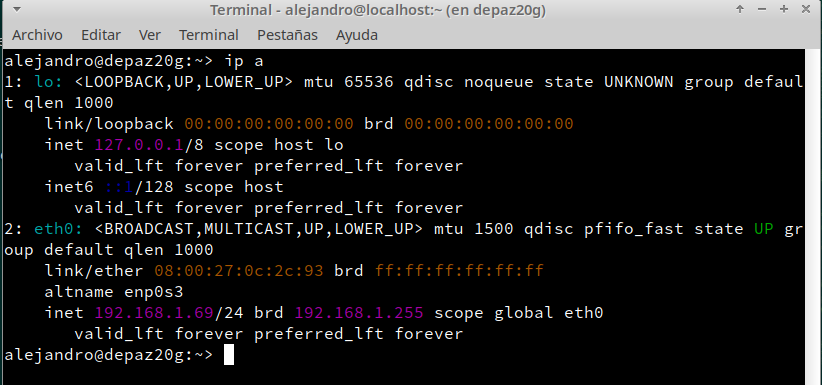 Terminal - alejandro@localhost:~ (en depaz20g)
Archivo Editar Ver Terminal Pestañas Ayuda
alejandro@depaz20g:~> ip a
1: lo: <LOOPBACK,UP,LOWER_UP> mtu 65536 qdisc noqueue state UNKNOWN group defaul
t qlen 1000
    link/loopback 00:00:00:00:00:00 brd 00:00:00:00:00:00
    inet 127.0.0.1/8 scope host lo
       valid_lft forever preferred_lft forever
    inet6 ::1/128 scope host
       valid_lft forever preferred_lft forever
2: eth0: <BROADCAST,MULTICAST,UP,LOWER_UP> mtu 1500 qdisc pfifo_fast state UP gr
oup default qlen 1000
    link/ether 08:00:27:0c:2c:93 brd ff:ff:ff:ff:ff:ff
    altname enp0s3
    inet 192.168.1.69/24 brd 192.168.1.255 scope global eth0
       valid_lft forever preferred_lft forever
alejandro@depaz20g:~>